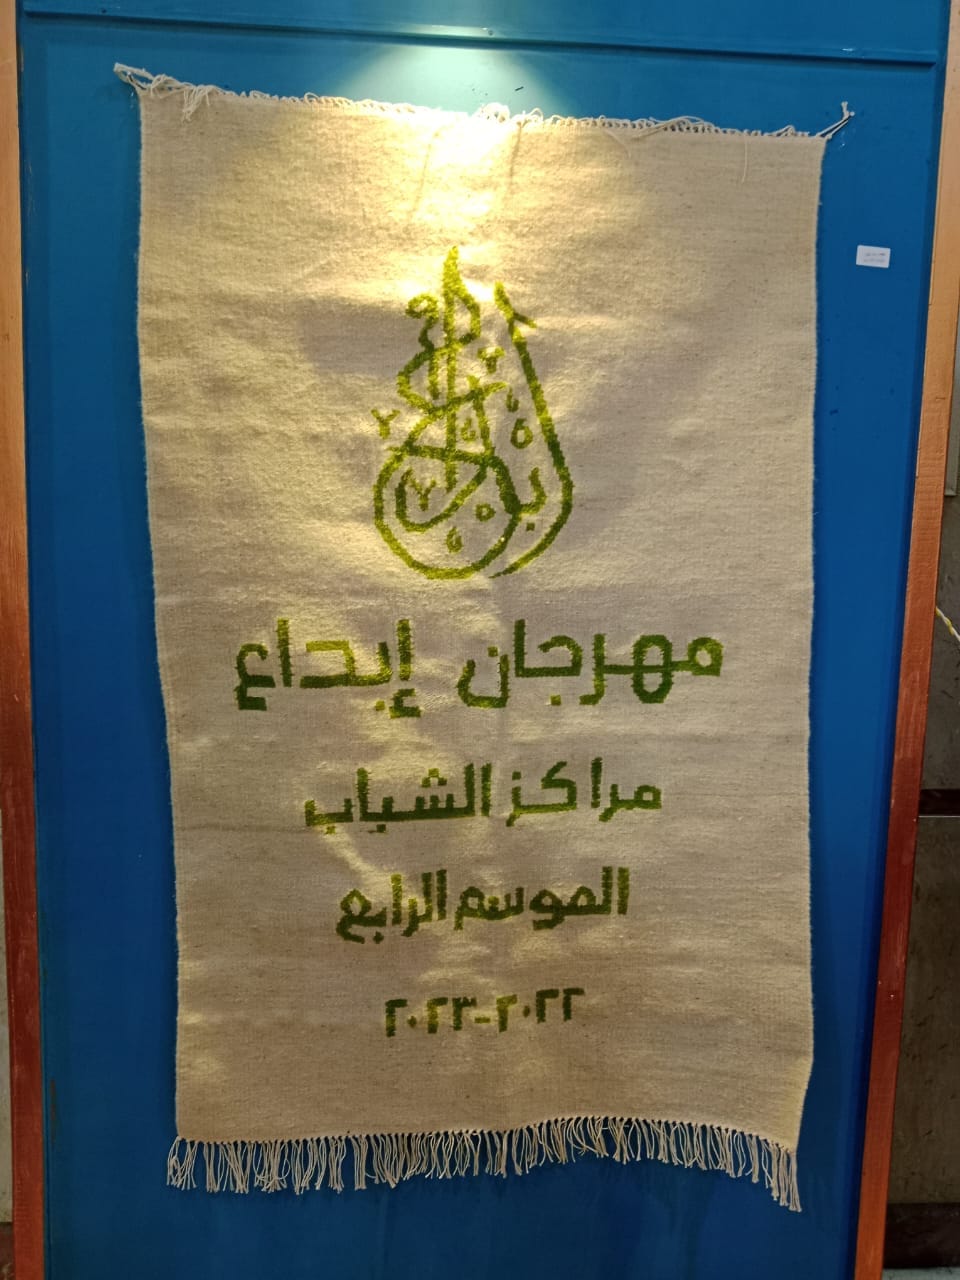 مهرجان إبداع
مراكز الشباب
الموسم الرابع
٢٠٢٢-٢٠٢٣